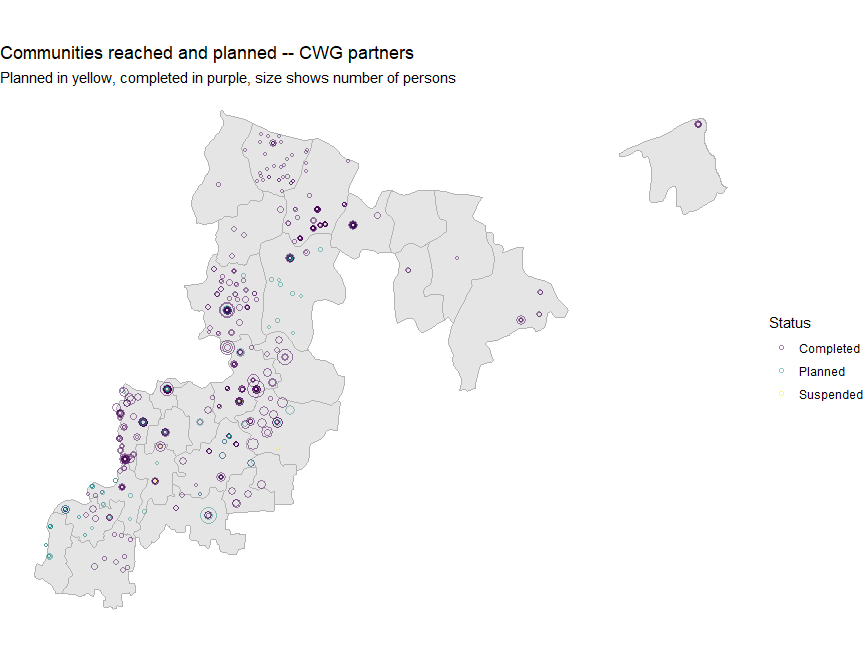 Communities reached and planned -- CWG partners
Planned in yellow, completed in purple, size shows number of persons
Status
Completed
Planned
Suspended